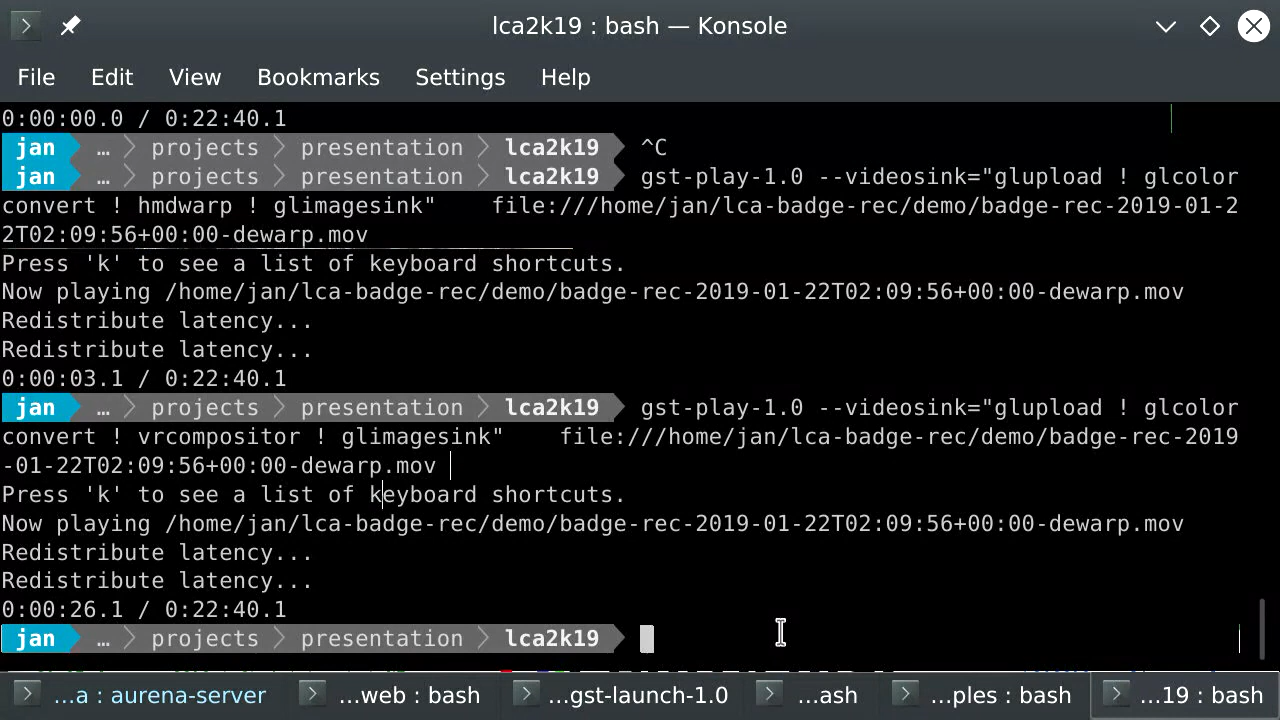 lca2k19 : bash — Konsole
File Edit View Bookmarks Settings Help
0:00:00.0 / 0:22:40.1
jan … projects presentation lca2k19 ^C
jan … projects presentation lca2k19 gst-play-1.0 --videosink="glupload ! glcolor
convert ! hmdwarp ! glimagesink" file:///home/jan/lca-badge-rec/demo/badge-rec-2019-01-2
2T02:09:56+00:00-dewarp.mov
Press 'k' to see a list of keyboard shortcuts.
Now playing /home/jan/lca-badge-rec/demo/badge-rec-2019-01-22T02:09:56+00:00-dewarp.mov
Redistribute latency...
Redistribute latency...
0:00:03.1 / 0:22:40.1
jan … projects presentation lca2k19 gst-play-1.0 --videosink="glupload ! glcolor
convert ! vrcompositor ! glimagesink" file:///home/jan/lca-badge-rec/demo/badge-rec-2019
-01-22T02:09:56+00:00-dewarp.mov
Press 'k' to see a list of keyboard shortcuts.
Now playing /home/jan/lca-badge-rec/demo/badge-rec-2019-01-22T02:09:56+00:00-dewarp.mov
Redistribute latency...
Redistribute latency...
0:00:26.1 / 0:22:40.1
jan … projects presentation lca2k19
…a : aurena-server …web : bash …gst-launch-1.0 …ash …ples : bash …19 : bash